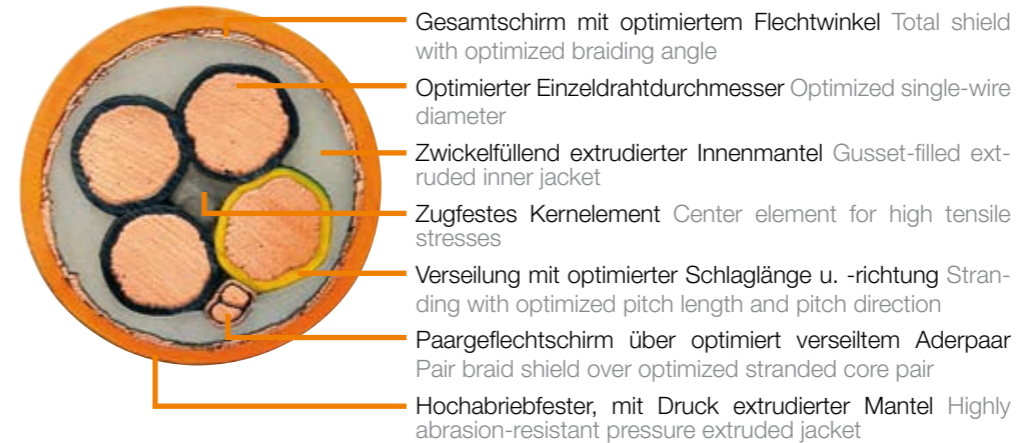 Gesamtschirm mit optimiertem Flechtwinkel Total shield
with optimized braiding angle
Optimierter Einzeldrahtdurchmesser Optimized single-wire
diameter
Zwickelfüllend extrudierter Innenmantel Gusset-filled ext-
ruded inner jacket
Zugfestes Kernelement Center element for high tensile
stresses
Verseilung mit optimierter Schlaglänge u. -richtung Stran-
ding with optimized pitch length and pitch direction
Paargeflechtschirm über optimiert verseiltem Aderpaar
Pair braid shield over optimized stranded core pair
Hochabriebfester, mit Druck extrudierter Mantel Highly
abrasion-resistant pressure extruded jacket